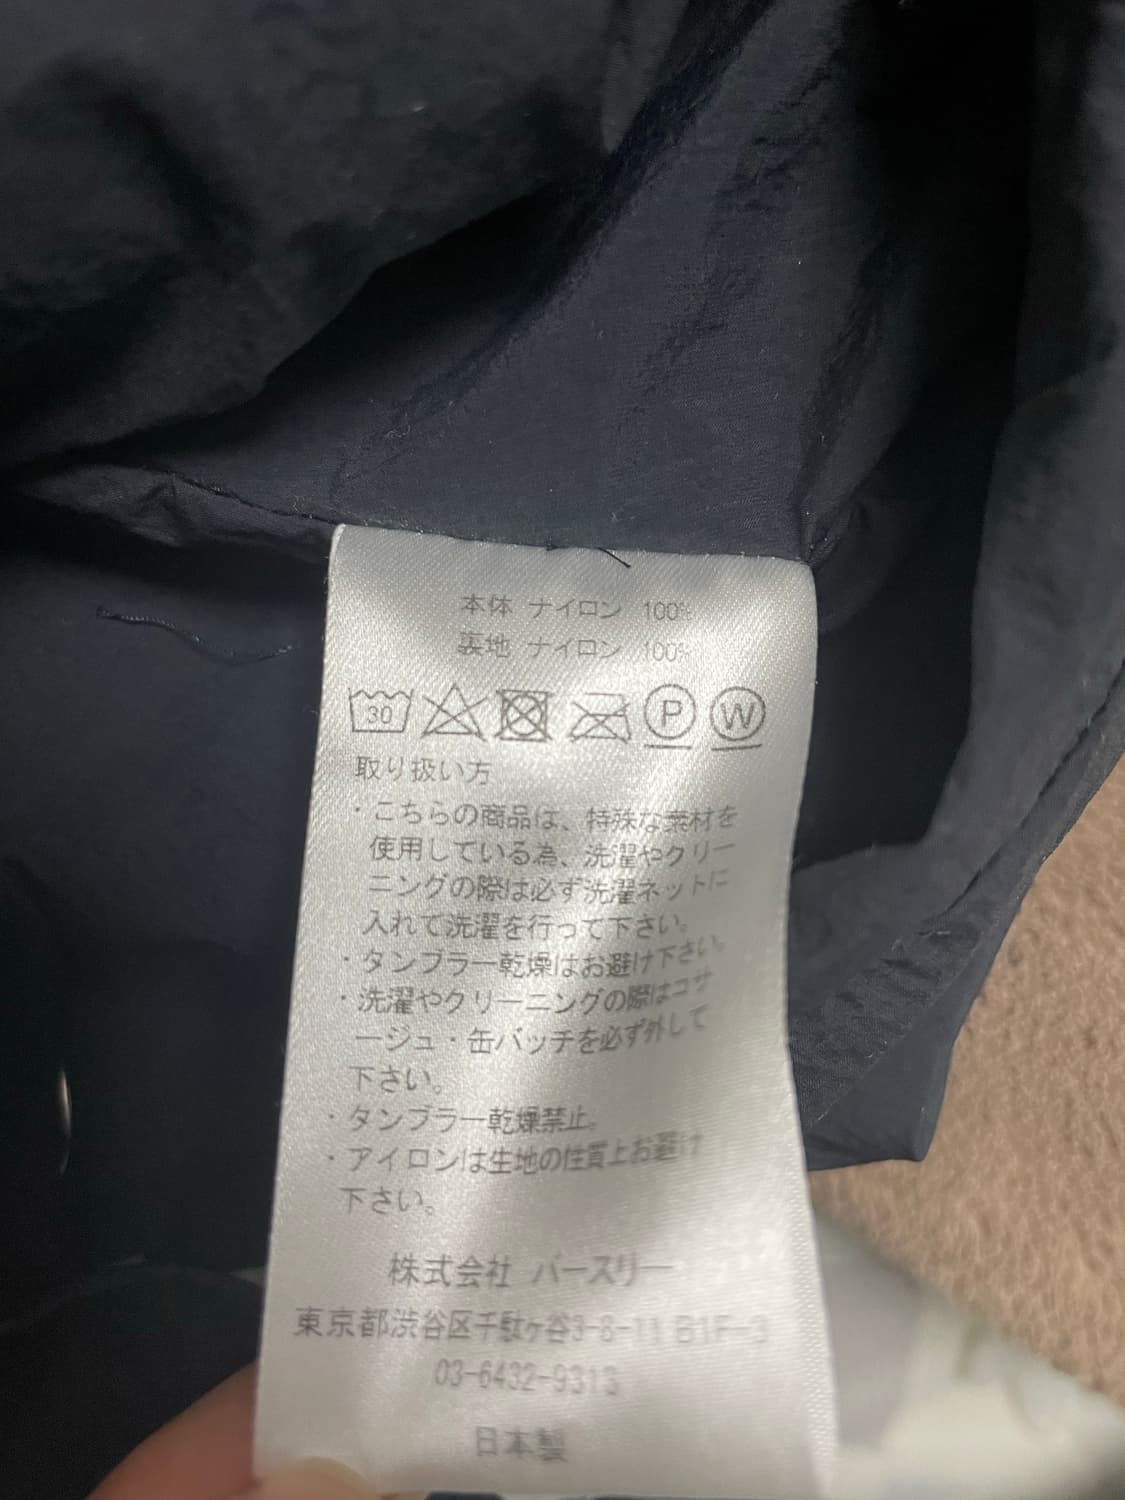 本体 ナイロン 100%
裏地 ナイロン 100%
30 P W
取り扱い方
・こちらの商品は、特殊な素材を
使用している為、洗濯やクリー
ニングの際は必ず洗濯ネットに
入れて洗濯を行って下さい。
・タンブラー乾燥はお避け下さい。
・洗濯やクリーニングの際はコサ
ージュ・缶バッチを必ず外して
下さい。
・タンブラー乾燥禁止。
・アイロンは生地の性質上お避け
下さい。
株式会社 バースリー
東京都渋谷区千駄ヶ谷3-8-11 B1F-3
03-6432-9313
日本製